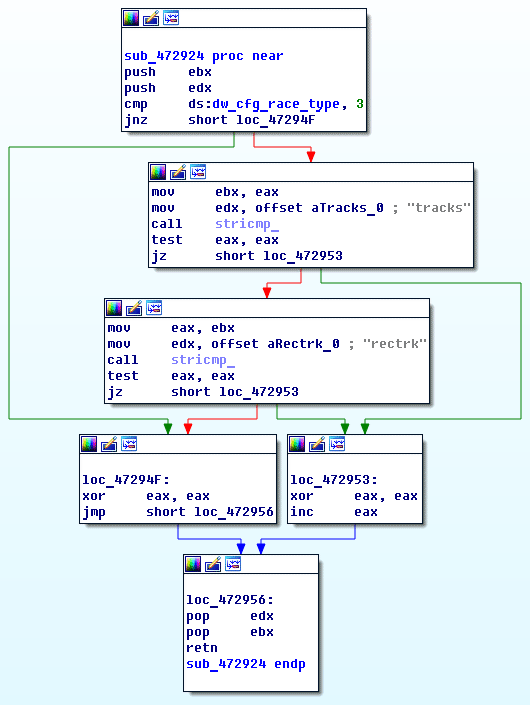 sub_472924 proc near
push ebx
push edx
cmp ds:dw_cfg_race_type, 3
jnz short loc_47294F
mov ebx, eax
mov edx, offset aTracks_0 ; "tracks"
call stricmp_
test eax, eax
jz short loc_472953
mov eax, ebx
mov edx, offset aRectrk_0 ; "rectrk"
call stricmp_
test eax, eax
jz short loc_472953
loc_47294F:
xor eax, eax
jmp short loc_472956
loc_472953:
xor eax, eax
inc eax
loc_472956:
pop edx
pop ebx
retn
sub_472924 endp